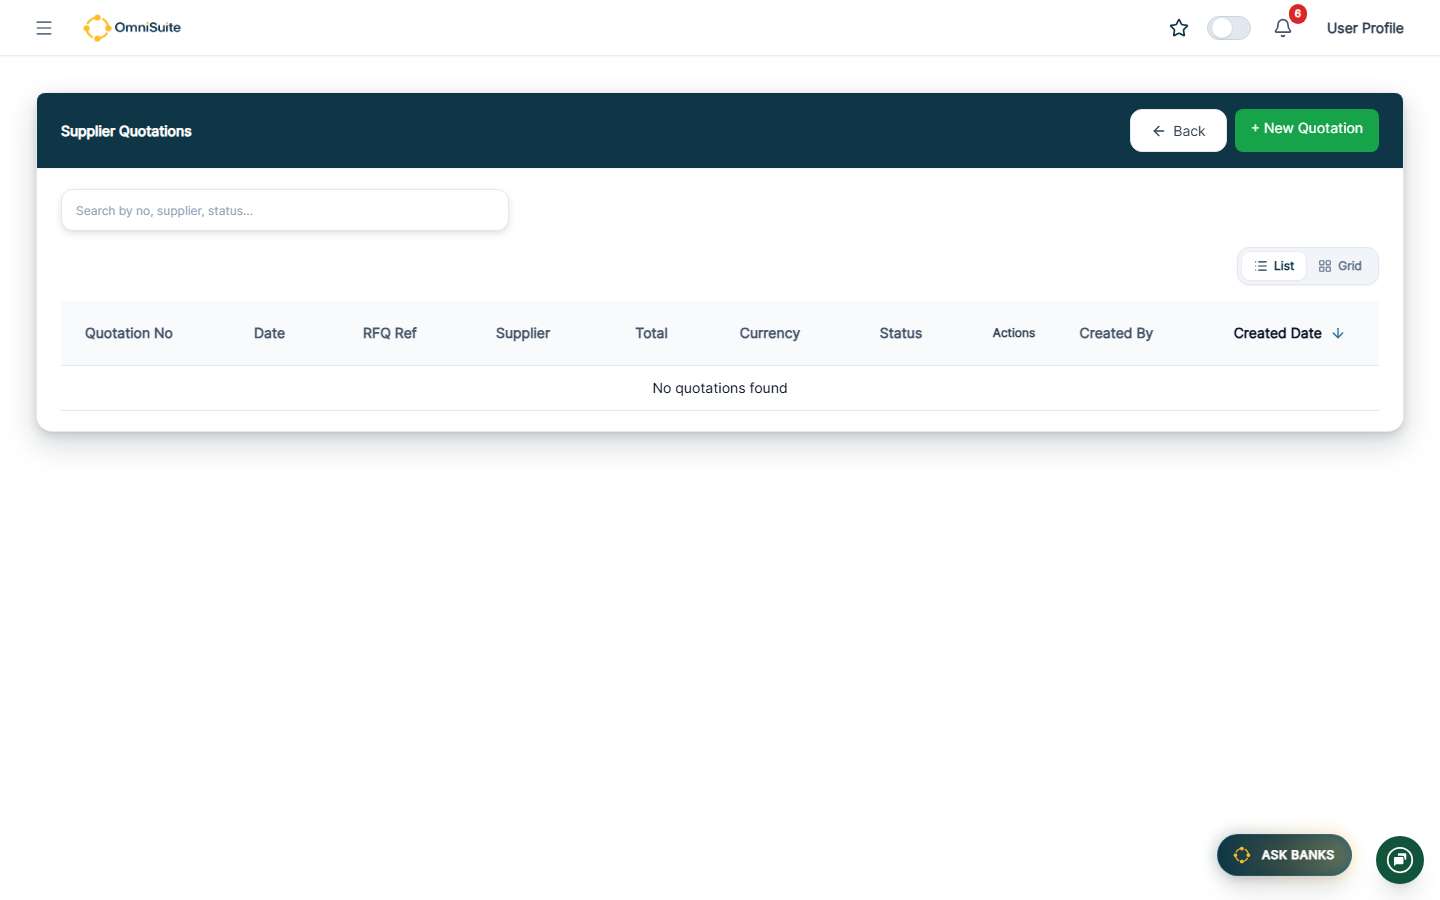 OmniSuite
6
User Profile
Supplier Quotations
Back
+ New Quotation
Search by no, supplier, status...
List
Grid
Quotation No Date RFQ Ref Supplier Total Currency Status Actions Created By Created Date
No quotations found
ASK BANKS